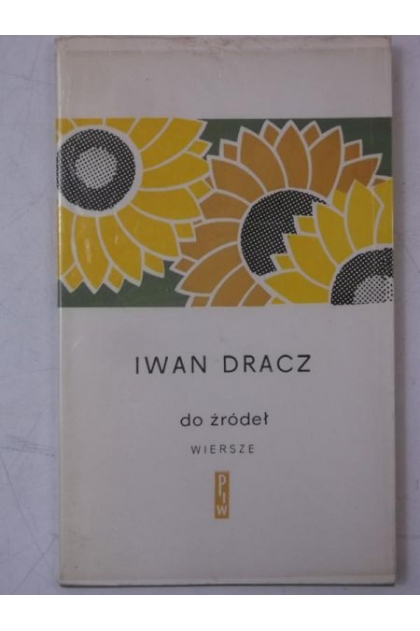 IWAN DRACZ
do źródeł
WIERSZE
PIW